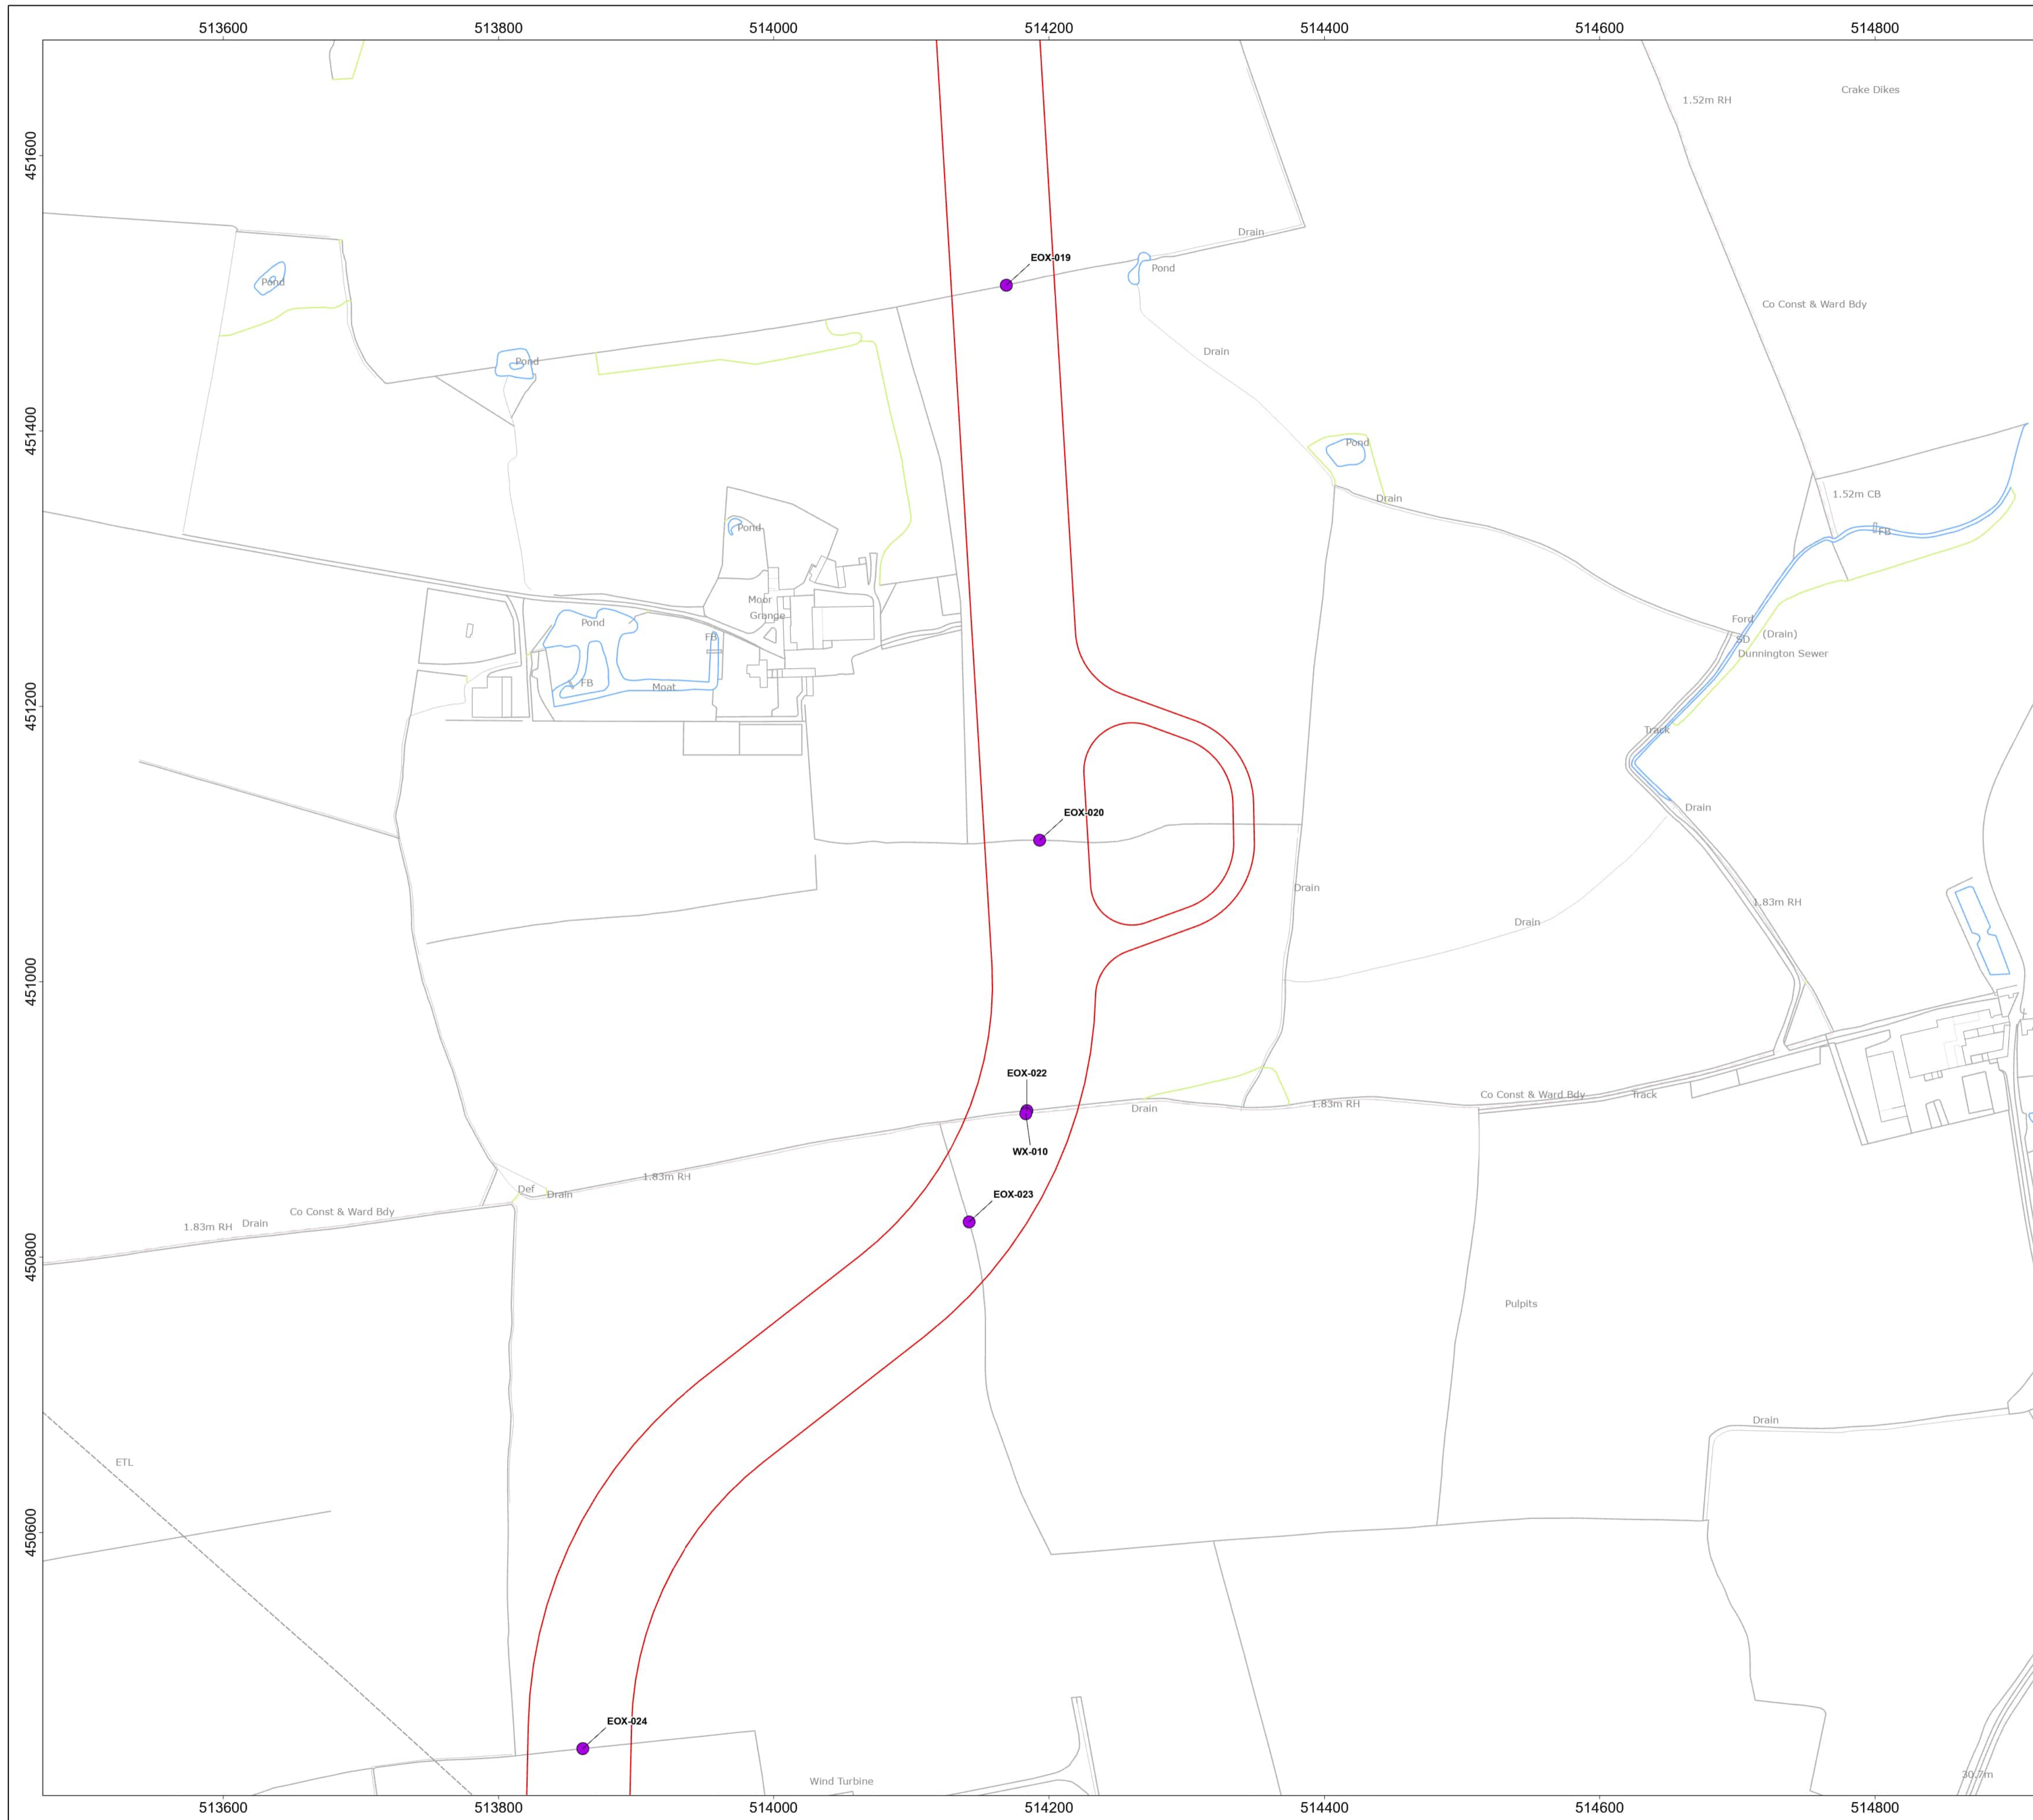 513600
513800
514000
514200
514400
514600
514800
451600
451400
451200
451000
450800
450600
1.52m RH
Crake Dikes
Drain
EOX-019
Pond
Pond
Co Const & Ward Bdy
Drain
Pond
Pond
Drain
1.52m CB
Pond
FB
Moor
Grange
Pond
FB
Ford
SD
(Drain)
Dunnington Sewer
FB
Moat
Track
EOX-020
Drain
Drain
1.83m RH
Drain
EOX-022
Co Const & Ward Bdy
Track
1.83m RH
Drain
WX-010
1.83m RH
Def
Drain
EOX-023
Co Const & Ward Bdy
1.83m RH
Drain
Pulpits
Drain
ETL
EOX-024
Wind Turbine
30.7m
513600
513800
514000
514200
514400
514600
514800